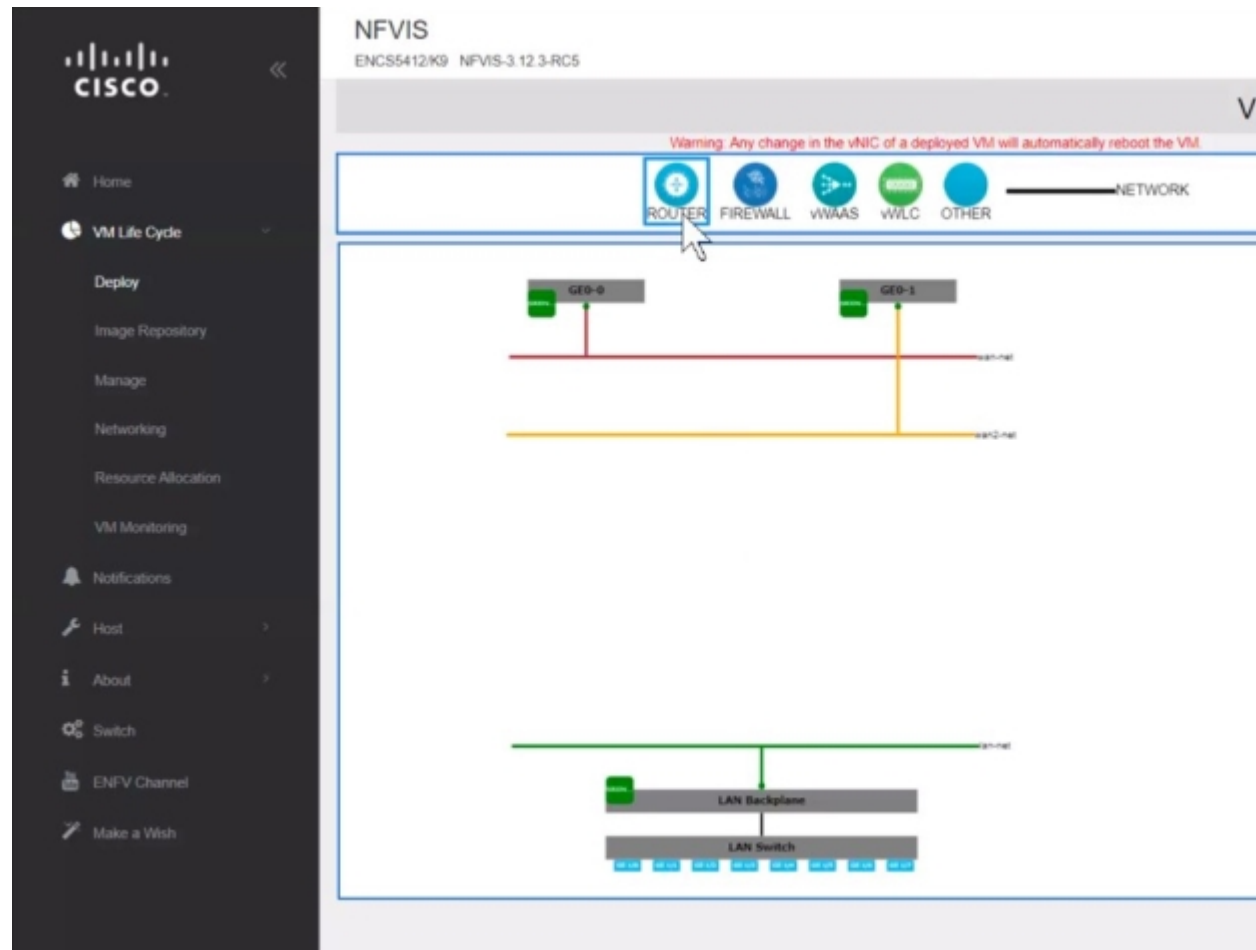 CISCO
NFVIS
ENCS5412/K9 NFVIS-3.12.3-RC5
V
Warning: Any change in the vNIC of a deployed VM will automatically reboot the VM.
ROUTER FIREWALL vWAAS vWLC OTHER NETWORK
Home
VM Life Cycle
Deploy
Image Repository
Manage
Networking
Resource Allocation
VM Monitoring
Notifications
Host
About
Switch
ENFV Channel
Make a Wish
GE0-0 GE0-1
wan-net
wan2-net
lan-net
LAN Backplane
LAN Switch